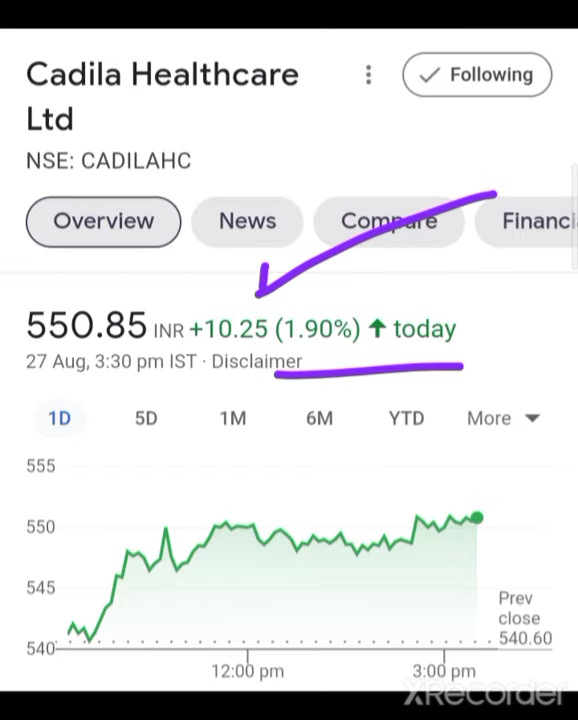 Cadila Healthcare
Ltd
Following
NSE: CADILAHC
Overview News Compare Financi
550.85 INR +10.25 (1.90%) ↑ today
27 Aug, 3:30 pm IST · Disclaimer
1D 5D 1M 6M YTD More
555
550
545
540
Prev
close
540.60
12:00 pm 3:00 pm
XRecorder